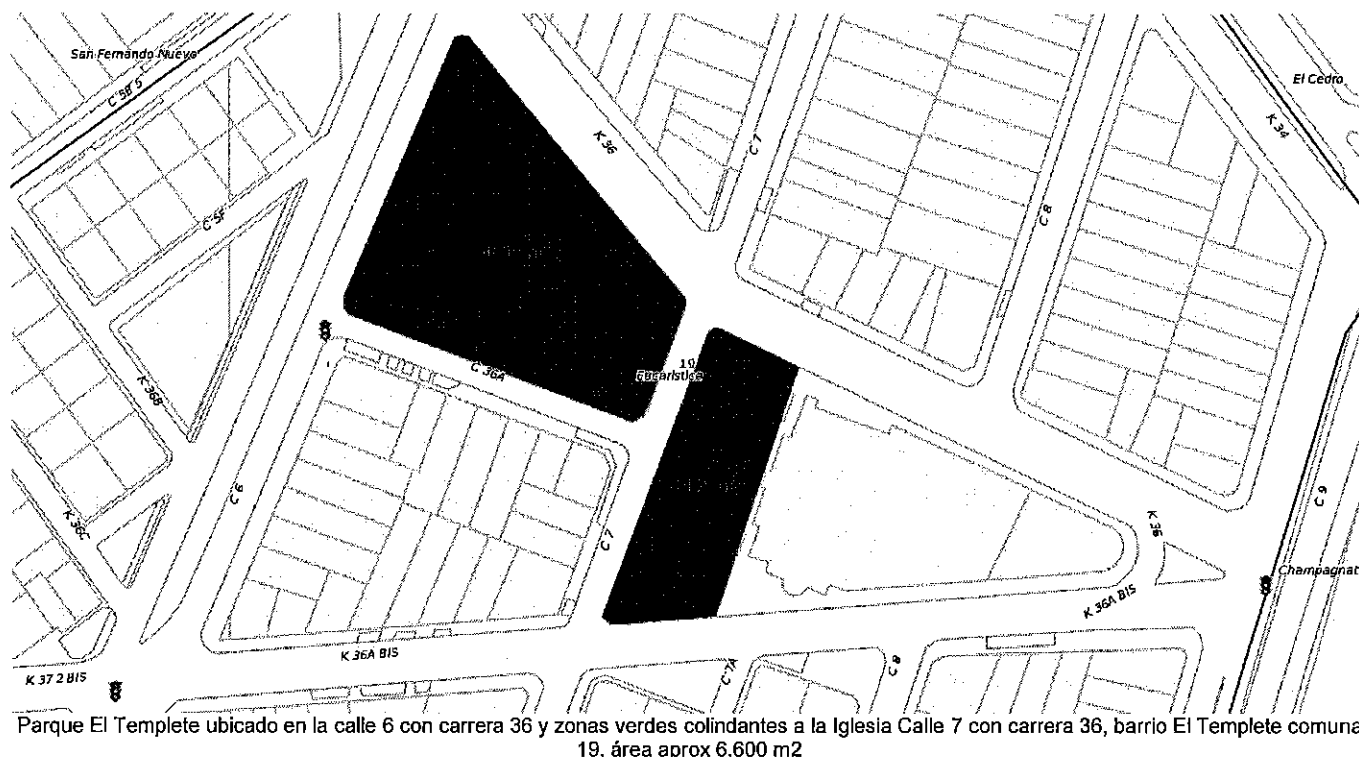 San Fernando Nuevo
C 5B 5
El Cedro
K 34
K 36
C 7
C 5F
C 8
19
Eucarístico
C 36A
K 36B
C 6
K 36C
C 7
K 36
C 9
Champagnat
K 36A BIS
K 36A BIS
K 37 2 BIS
C 7A
C 8
Parque El Templete ubicado en la calle 6 con carrera 36 y zonas verdes colindantes a la Iglesia Calle 7 con carrera 36, barrio El Templete comuna
19, área aprox 6.600 m2